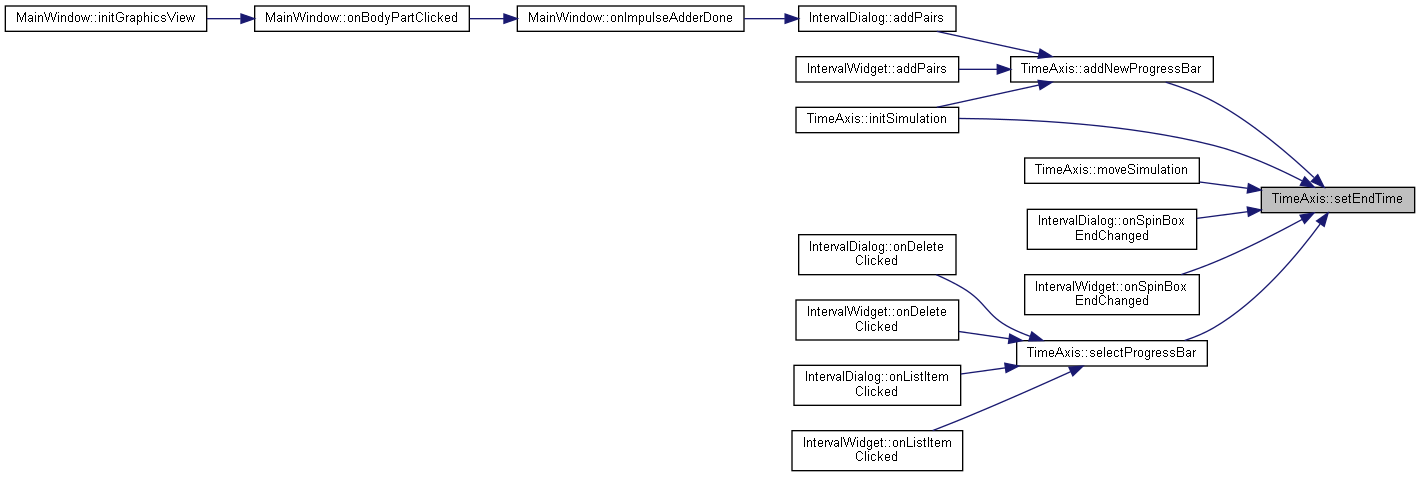 MainWindow::initGraphicsView
MainWindow::onBodyPartClicked
MainWindow::onImpulseAdderDone
IntervalDialog::addPairs
IntervalWidget::addPairs
TimeAxis::addNewProgressBar
TimeAxis::initSimulation
TimeAxis::moveSimulation
TimeAxis::setEndTime
IntervalDialog::onSpinBox
EndChanged
IntervalDialog::onDelete
Clicked
IntervalWidget::onSpinBox
EndChanged
IntervalWidget::onDelete
Clicked
TimeAxis::selectProgressBar
IntervalDialog::onListItem
Clicked
IntervalWidget::onListItem
Clicked